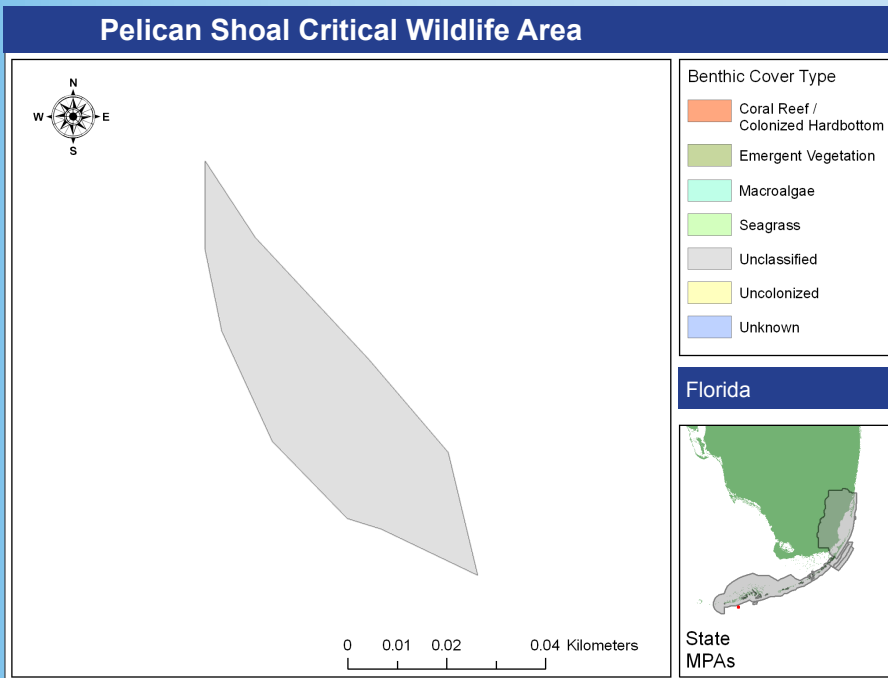 Pelican Shoal Critical Wildlife Area
N
W E
S
0 0.01 0.02 0.04 Kilometers
Benthic Cover Type
Coral Reef /
Colonized Hardbottom
Emergent Vegetation
Macroalgae
Seagrass
Unclassified
Uncolonized
Unknown
Florida
State
MPAs